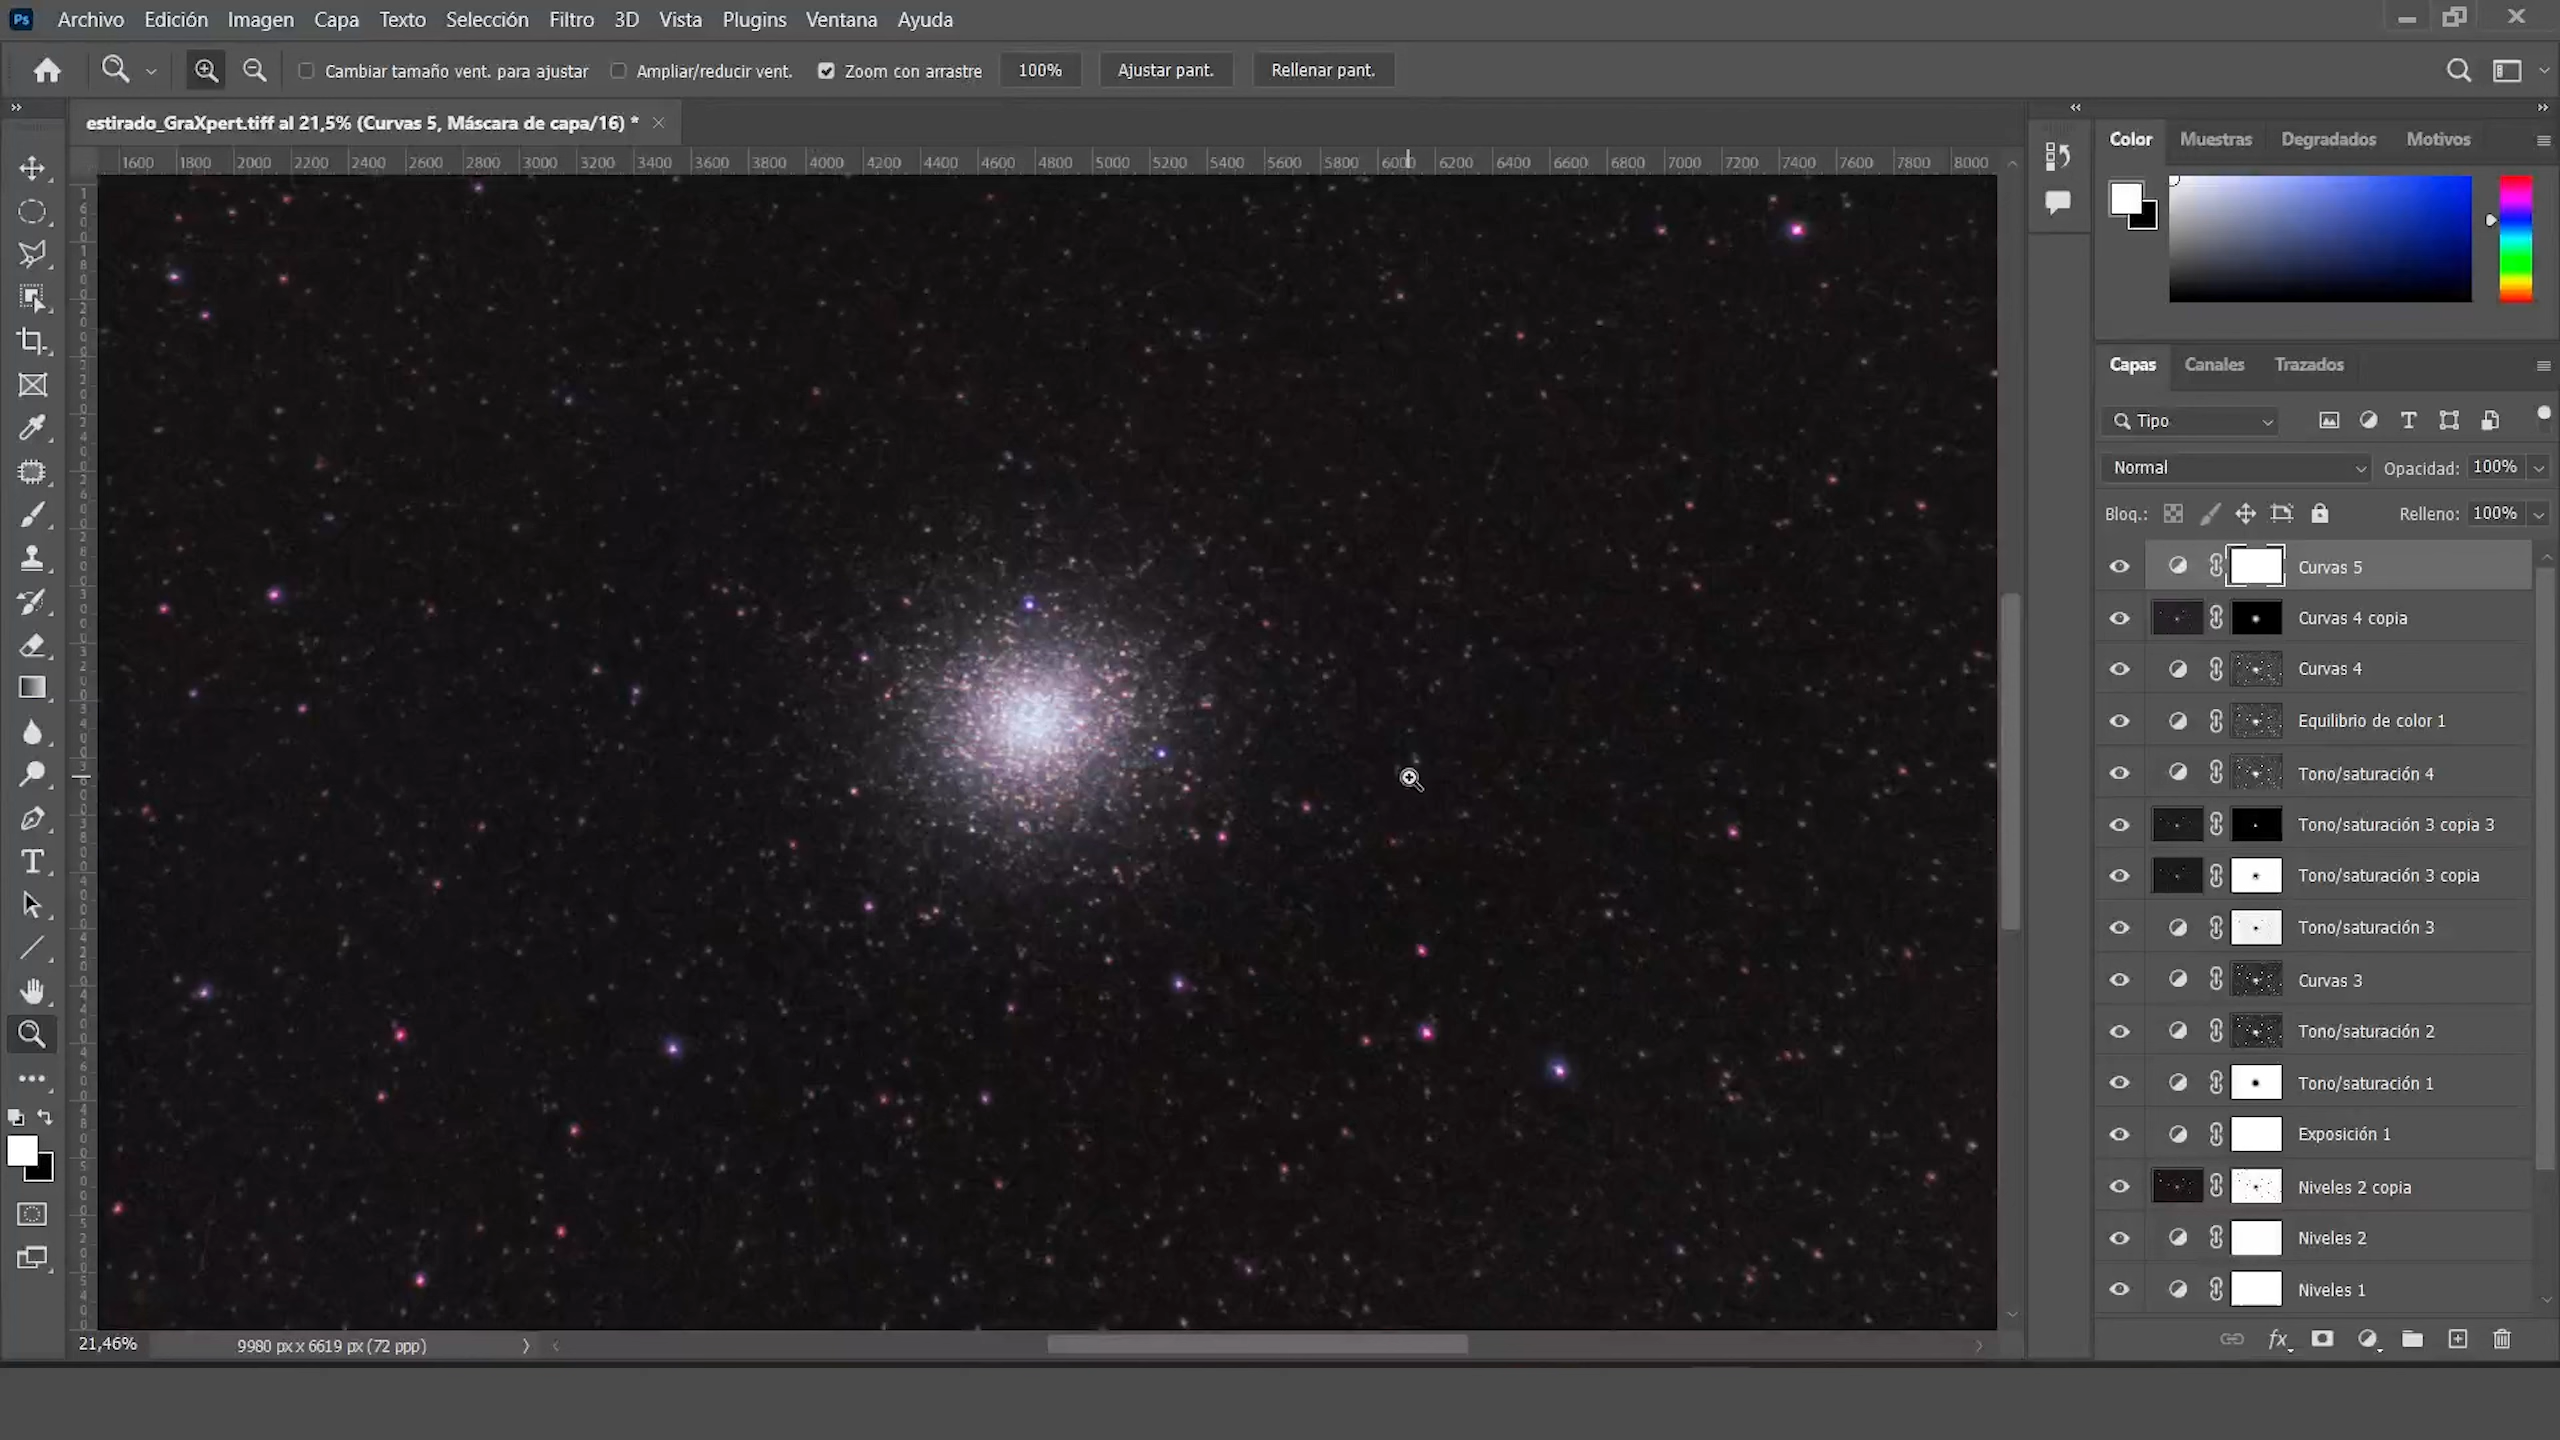 Ps Archivo Edición Imagen Capa Texto Selección Filtro 3D Vista Plugins Ventana Ayuda
Cambiar tamaño vent. para ajustar Ampliar/reducir vent. Zoom con arrastre 100% Ajustar pant. Rellenar pant.
estirado_GraXpert.tiff al 21,5% (Curvas 5, Máscara de capa/16) *
1600 1800 2000 2200 2400 2600 2800 3000 3200 3400 3600 3800 4000 4200 4400 4600 4800 5000 5200 5400 5600 5800 6000 6200 6400 6600 6800 7000 7200 7400 7600 7800 8000
Color Muestras Degradados Motivos
Capas Canales Trazados
Tipo
Normal Opacidad: 100%
Bloq.: Relleno: 100%
Curvas 5
Curvas 4 copia
Curvas 4
Equilibrio de color 1
Tono/saturación 4
Tono/saturación 3 copia 3
Tono/saturación 3 copia
Tono/saturación 3
Curvas 3
Tono/saturación 2
Tono/saturación 1
Exposición 1
Niveles 2 copia
Niveles 2
Niveles 1
fx
21,46% 9980 px x 6619 px (72 ppp)